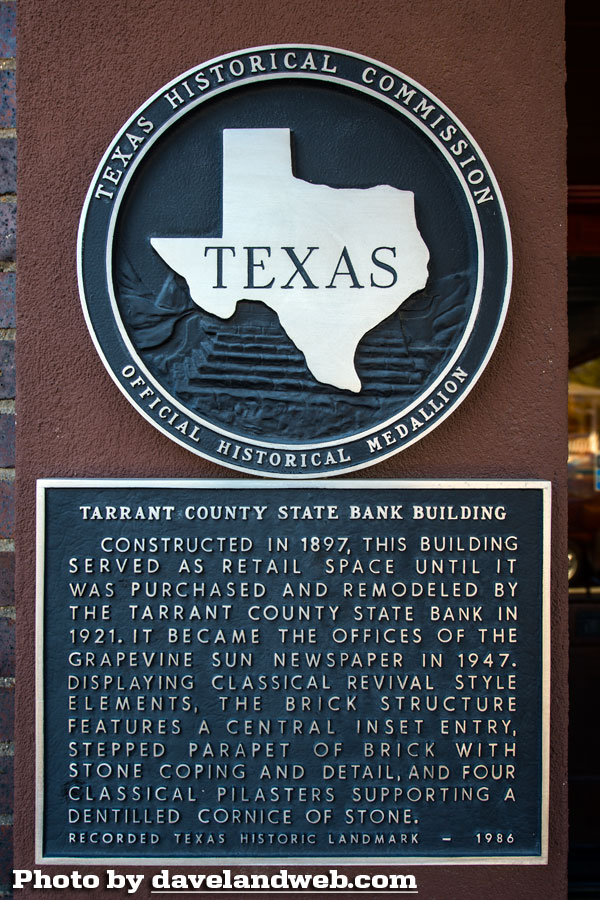 TEXAS HISTORICAL COMMISSION
TEXAS
OFFICIAL HISTORICAL MEDALLION
TARRANT COUNTY STATE BANK BUILDING
CONSTRUCTED IN 1897, THIS BUILDING
SERVED AS RETAIL SPACE UNTIL IT
WAS PURCHASED AND REMODELED BY
THE TARRANT COUNTY STATE BANK IN
1921. IT BECAME THE OFFICES OF THE
GRAPEVINE SUN NEWSPAPER IN 1947.
DISPLAYING CLASSICAL REVIVAL STYLE
ELEMENTS, THE BRICK STRUCTURE
FEATURES A CENTRAL INSET ENTRY,
STEPPED PARAPET OF BRICK WITH
STONE COPING AND DETAIL, AND FOUR
CLASSICAL PILASTERS SUPPORTING A
DENTILLED CORNICE OF STONE.
RECORDED TEXAS HISTORIC LANDMARK – 1986
Photo by davelandweb.com